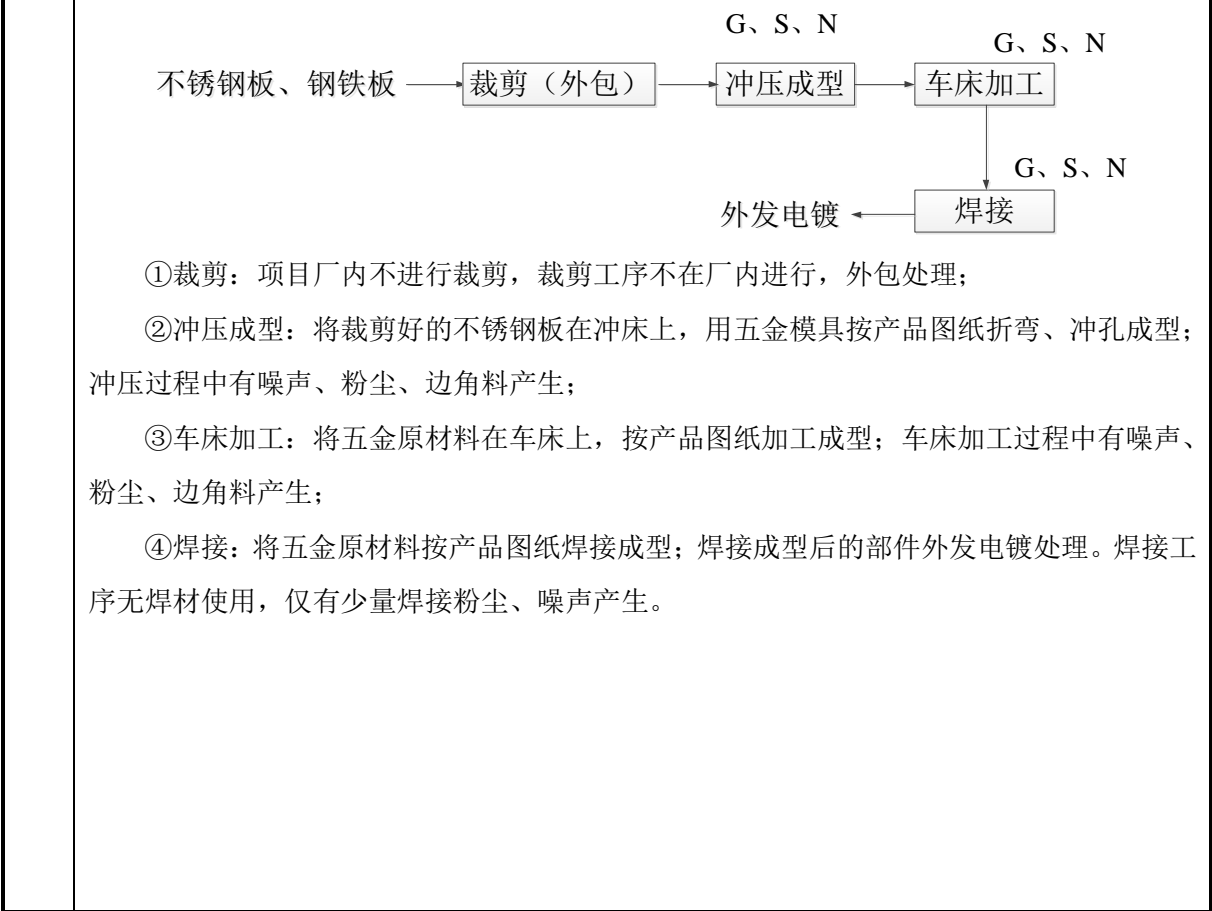 G、S、N
G、S、N
不锈钢板、钢铁板
裁剪（外包）
冲压成型
车床加工
G、S、N
外发电镀
焊接
①裁剪：项目厂内不进行裁剪，裁剪工序不在厂内进行，外包处理；
②冲压成型：将裁剪好的不锈钢板在冲床上，用五金模具按产品图纸折弯、冲孔成型；
冲压过程中有噪声、粉尘、边角料产生；
③车床加工：将五金原材料在车床上，按产品图纸加工成型；车床加工过程中有噪声、
粉尘、边角料产生；
④焊接：将五金原材料按产品图纸焊接成型；焊接成型后的部件外发电镀处理。焊接工
序无焊材使用，仅有少量焊接粉尘、噪声产生。